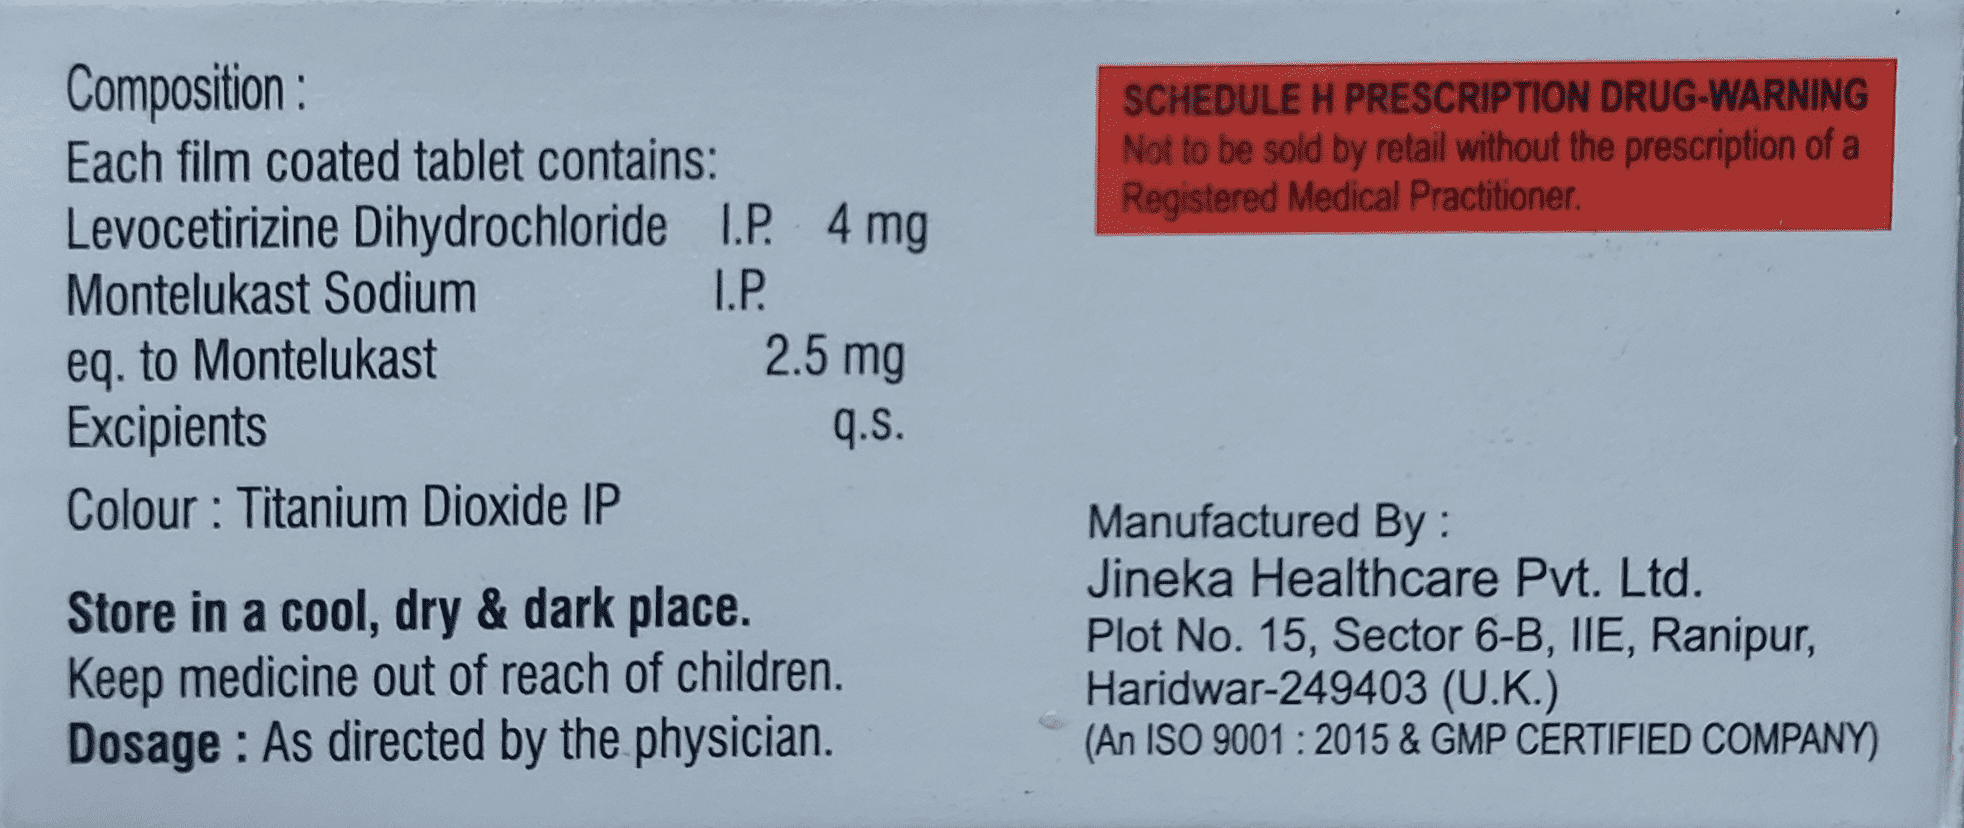 Composition :
Each film coated tablet contains:
Levocetirizine Dihydrochloride I.P. 4 mg
Montelukast Sodium I.P.
eq. to Montelukast 2.5 mg
Excipients q.s.
Colour : Titanium Dioxide IP
Store in a cool, dry & dark place.
Keep medicine out of reach of children.
Dosage : As directed by the physician.
SCHEDULE H PRESCRIPTION DRUG-WARNING
Not to be sold by retail without the prescription of a
Registered Medical Practitioner.
Manufactured By :
Jineka Healthcare Pvt. Ltd.
Plot No. 15, Sector 6-B, IIE, Ranipur,
Haridwar-249403 (U.K.)
(An ISO 9001 : 2015 & GMP CERTIFIED COMPANY)